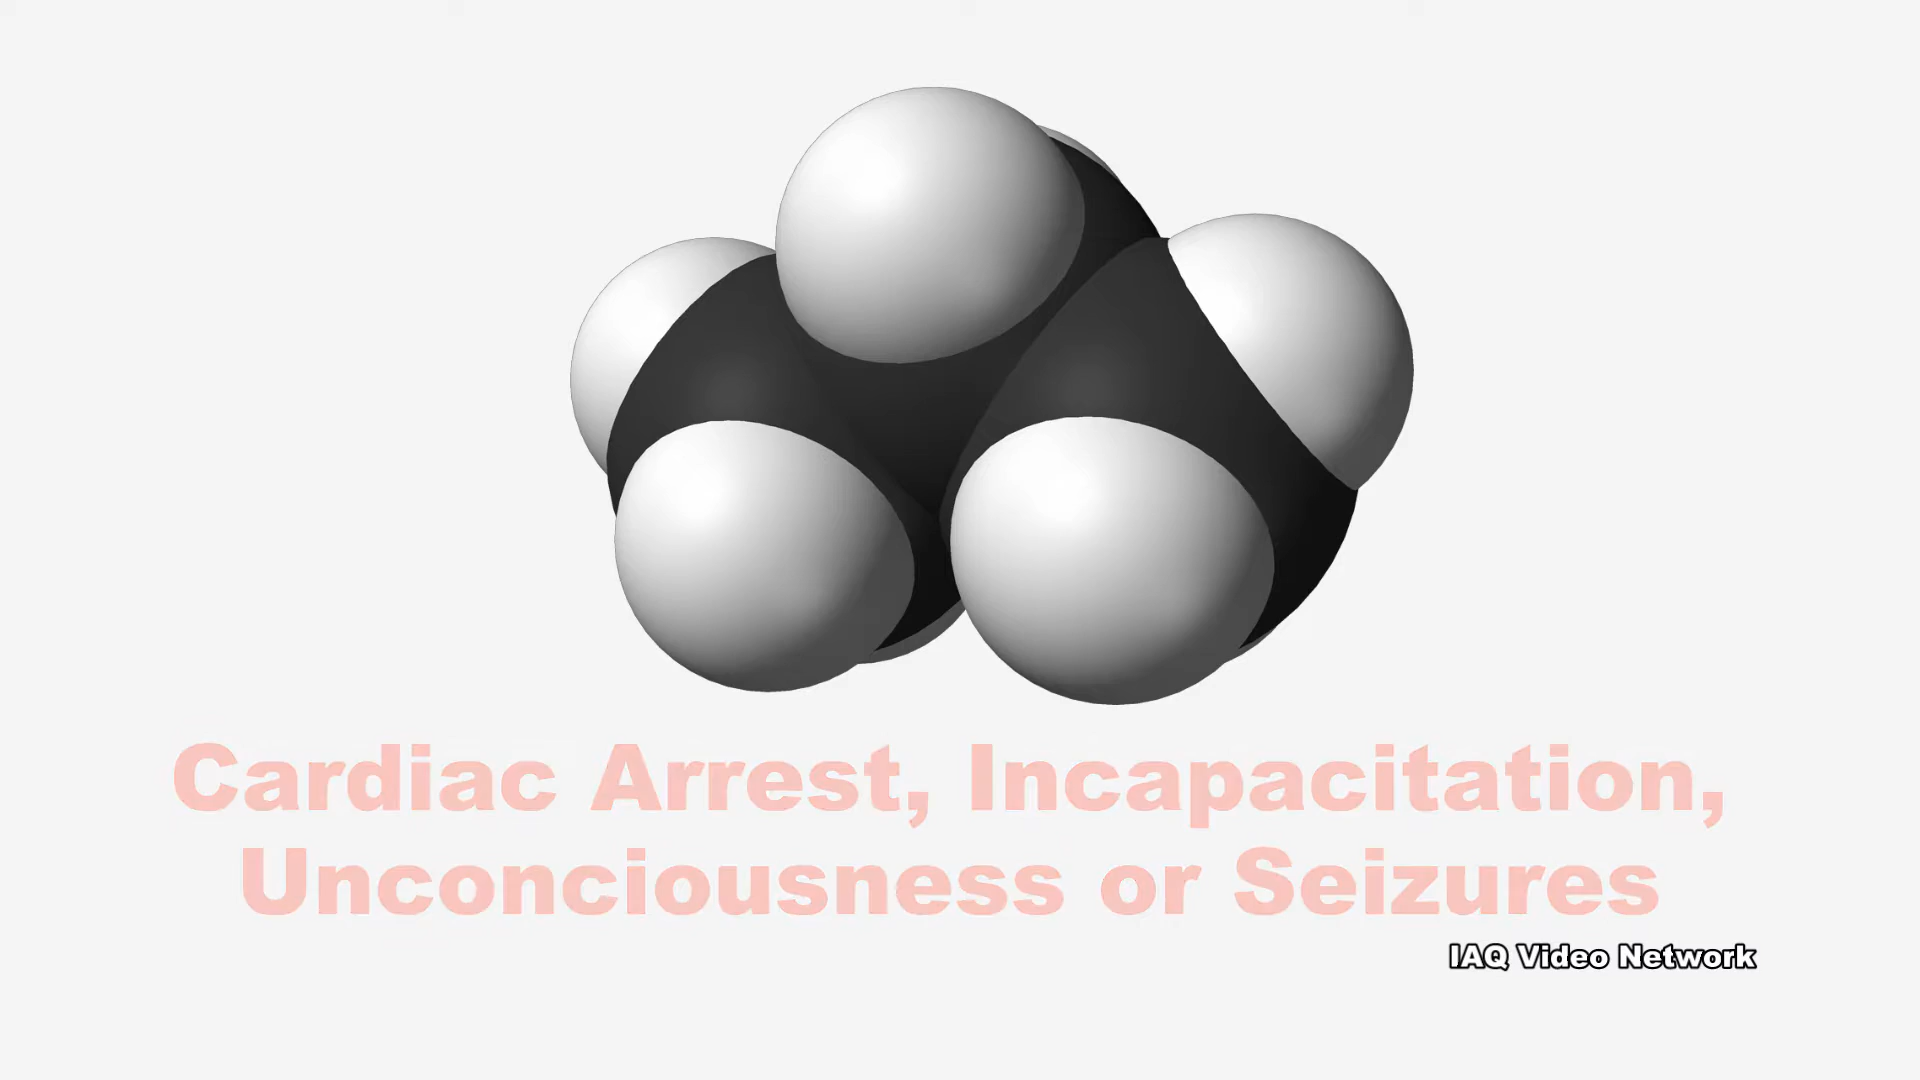 Cardiac Arrest, Incapacitation,
Unconciousness or Seizures
IAQ Video Network